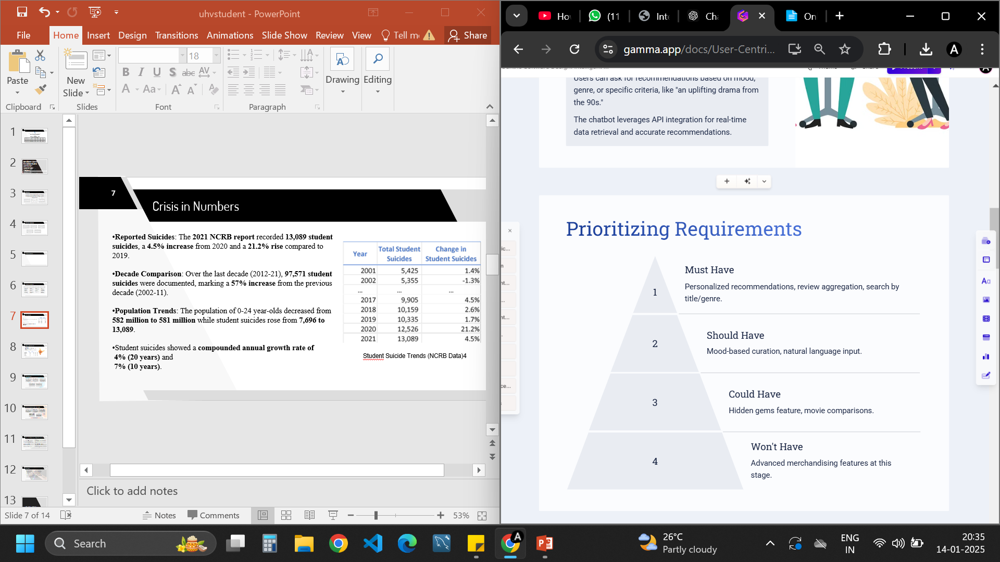 uhvstudent - PowerPoint
File
Home
Insert
Design
Transitions
Animations
Slide Show
Review
View
Share
18
Paste
New
Slide
B I U S abc AV
A Aa A A A
Drawing
Editing
Clipboard
Slides
Font
Paragraph
1
2
3
4
5
6
7
8
9
10
11
12
13
7
Crisis in Numbers
•Reported Suicides: The 2021 NCRB report recorded 13,089 student
suicides, a 4.5% increase from 2020 and a 21.2% rise compared to
2019.
•Decade Comparison: Over the last decade (2012-21), 97,571 student
suicides were documented, marking a 57% increase from the previous
decade (2002-11).
•Population Trends: The population of 0-24 year-olds decreased from
582 million to 581 million while student suicides rose from 7,696 to
13,089.
•Student suicides showed a compounded annual growth rate of
4% (20 years) and
7% (10 years).
Year Total Student Suicides Change in Student Suicides
2001 5,425 1.4%
2002 5,355 -1.3%
... ... ...
2017 9,905 4.5%
2018 10,159 2.6%
2019 10,335 1.7%
2020 12,526 21.2%
2021 13,089 4.5%
Student Suicide Trends (NCRB Data)4
Click to add notes
Slide 7 of 14
Notes
Comments
53%
(11
gamma.app/docs/User-Centri...
A
Users can ask for recommendations based on mood,
genre, or specific criteria, like "an uplifting drama from
the 90s."
The chatbot leverages API integration for real-time
data retrieval and accurate recommendations.
Prioritizing Requirements
1
Must Have
Personalized recommendations, review aggregation, search by
title/genre.
2
Should Have
Mood-based curation, natural language input.
3
Could Have
Hidden gems feature, movie comparisons.
4
Won't Have
Advanced merchandising features at this
stage.
Aa
Search
A
26°C
Partly cloudy
ENG
IN
20:35
14-01-2025